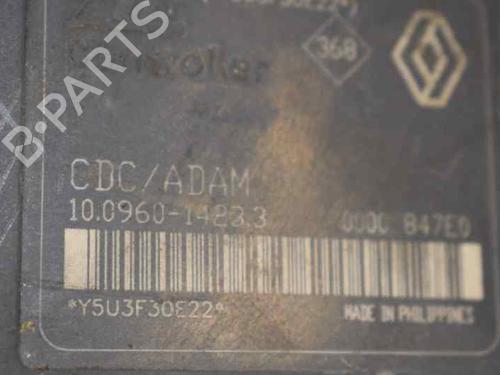 B-PARTS
368
CDC/ADAM
10.0960-1423.3 0000 847E0
*Y5U3F30E22*
MADE IN PHILIPPINES